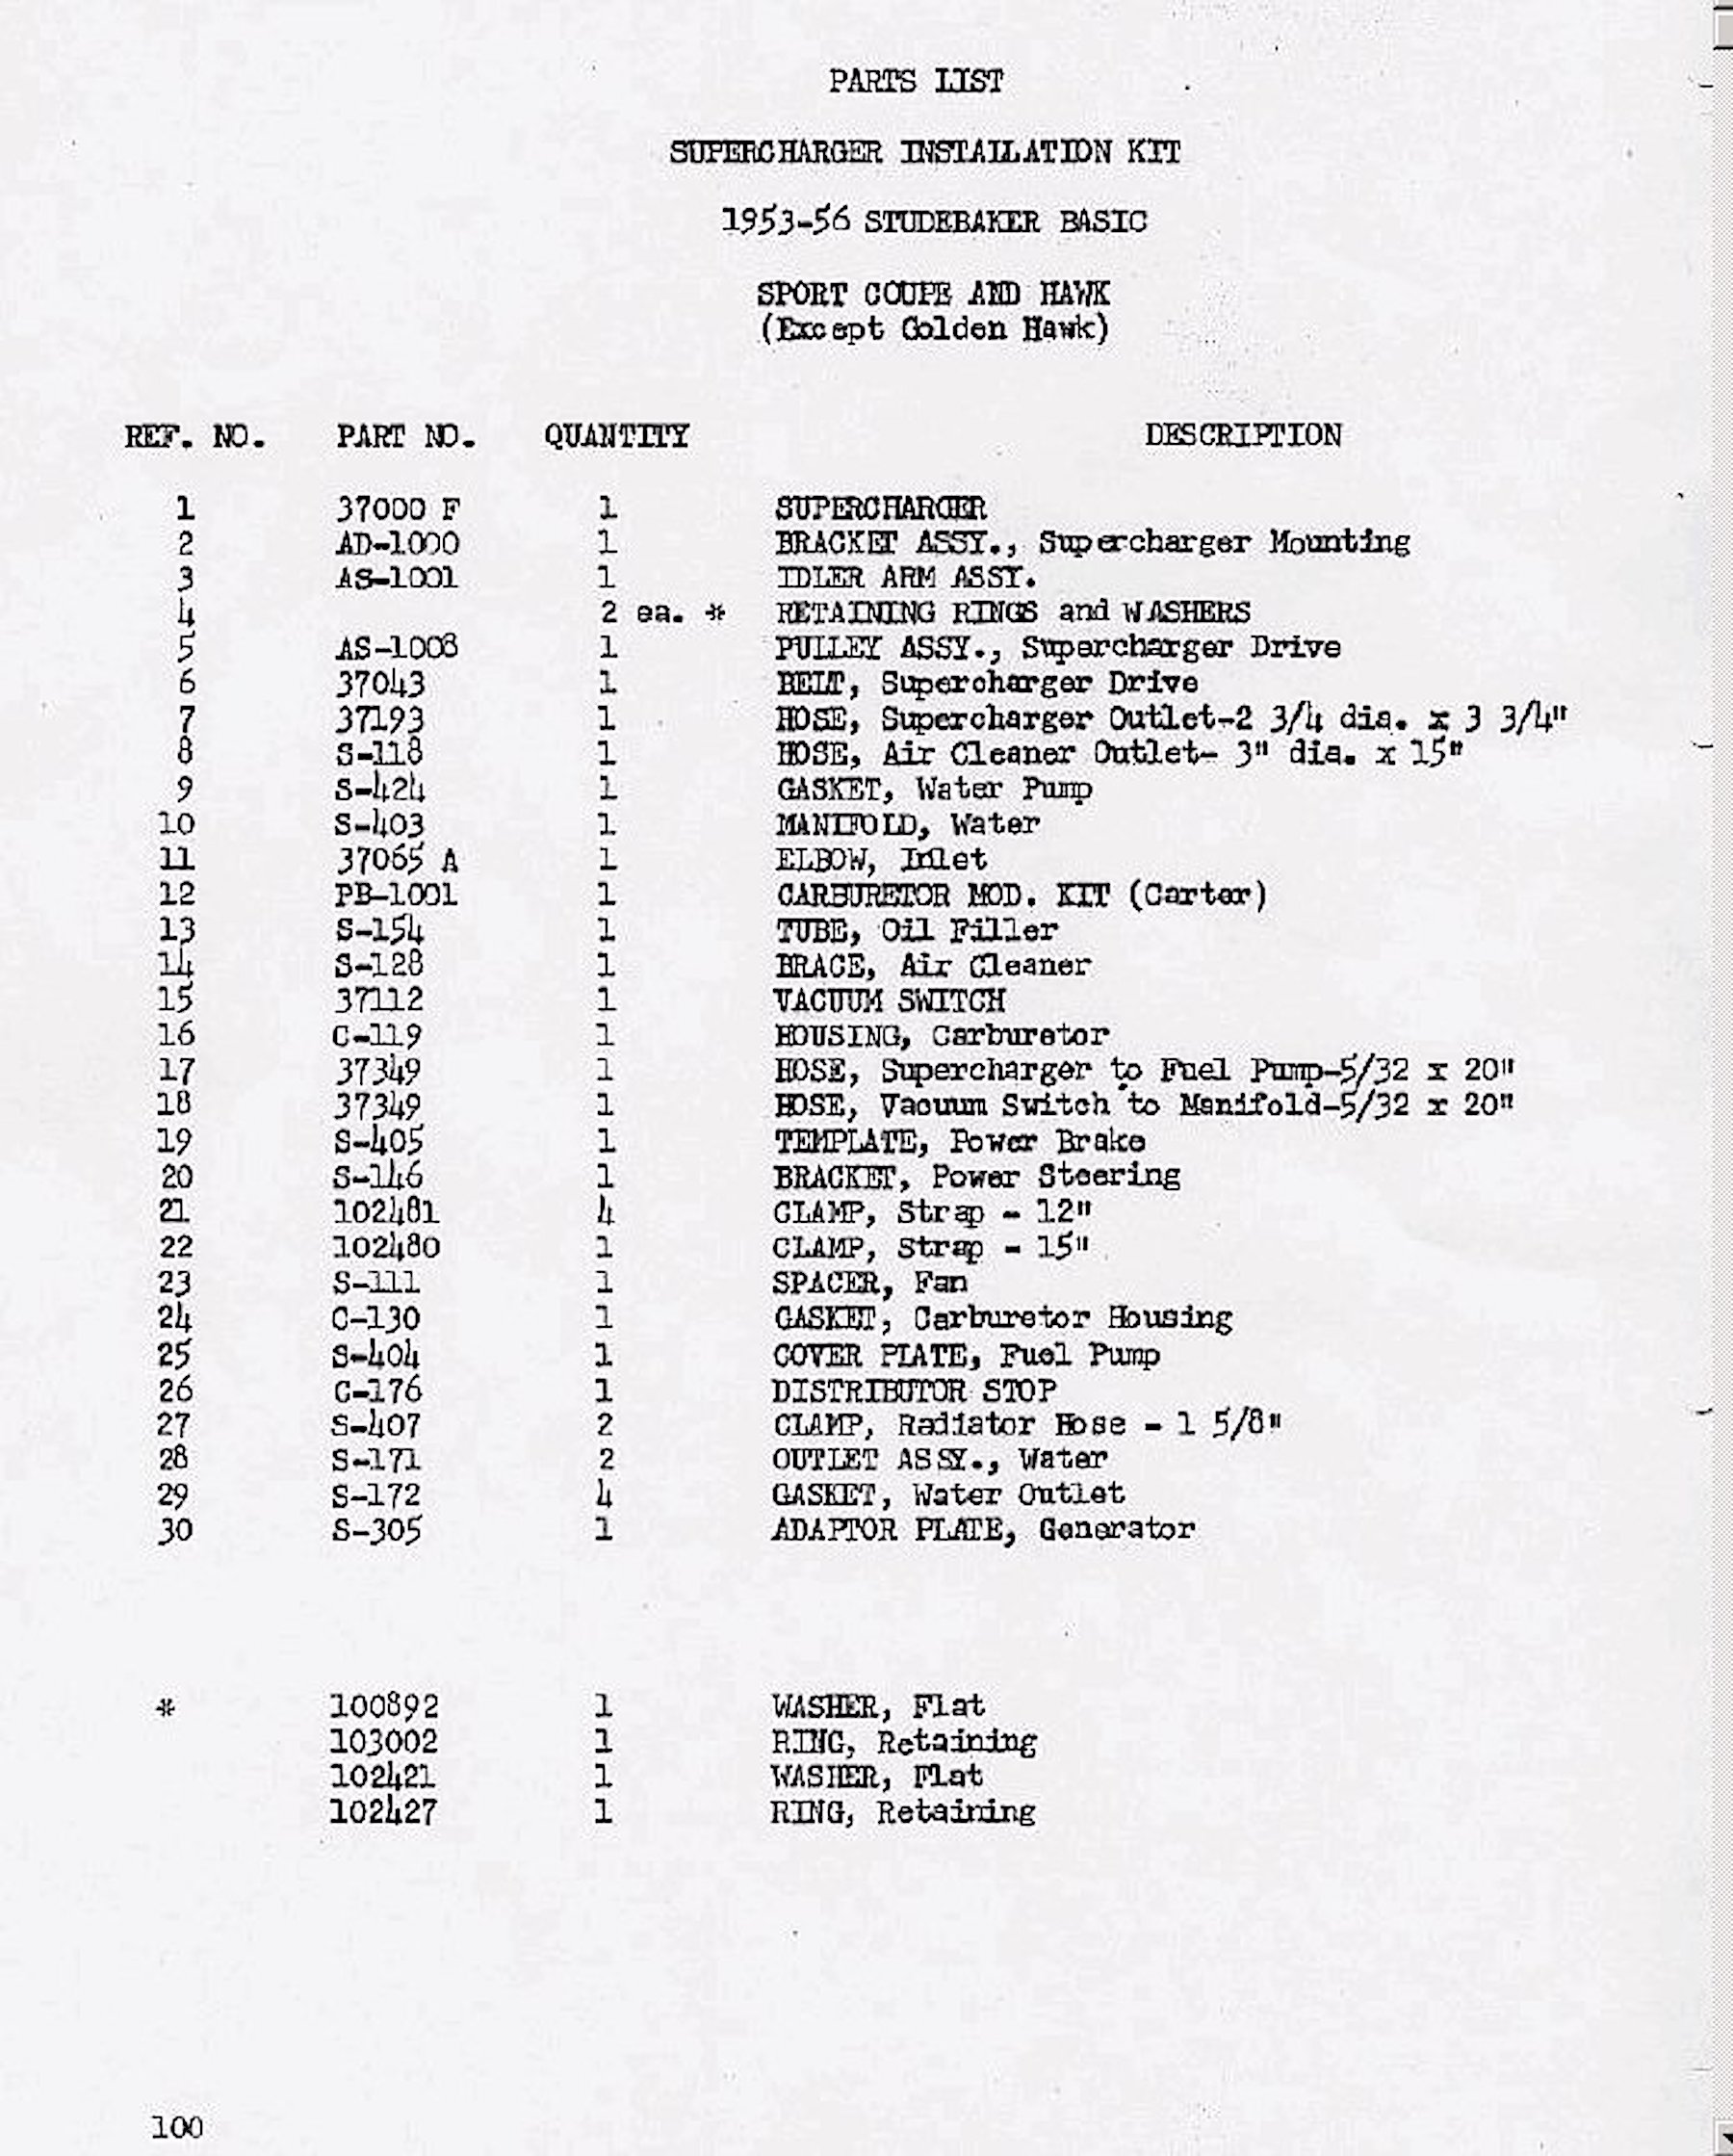 PARTS LIST
SUPERCHARGER INSTALLATION KIT
1953-56 STUDEBAKER BASIC
SPORT COUPE AND HAWK
(Except Golden Hawk)
REF. NO. PART NO. QUANTITY DESCRIPTION
1 37000 F 1 SUPERCHARGER
2 AD-1000 1 BRACKET ASSY., Supercharger Mounting
3 AS-1001 1 IDLER ARM ASSY.
4 2 ea. * RETAINING RINGS and WASHERS
5 AS-1008 1 PULLEY ASSY., Supercharger Drive
6 37043 1 BELT, Supercharger Drive
7 37193 1 HOSE, Supercharger Outlet-2 3/4 dia. x 3 3/4"
8 S-118 1 HOSE, Air Cleaner Outlet- 3" dia. x 15"
9 S-424 1 GASKET, Water Pump
10 S-403 1 MANIFOLD, Water
11 37065 A 1 ELBOW, Inlet
12 PB-1001 1 CARBURETOR MOD. KIT (Carter)
13 S-154 1 TUBE, Oil Filler
14 S-128 1 BRACE, Air Cleaner
15 37112 1 VACUUM SWITCH
16 C-119 1 HOUSING, Carburetor
17 37349 1 HOSE, Supercharger to Fuel Pump-5/32 x 20"
18 37349 1 HOSE, Vacuum Switch to Manifold-5/32 x 20"
19 S-405 1 TEMPLATE, Power Brake
20 S-146 1 BRACKET, Power Steering
21 102481 4 CLAMP, Strap - 12"
22 102480 1 CLAMP, Strap - 15"
23 S-111 1 SPACER, Fan
24 C-130 1 GASKET, Carburetor Housing
25 S-404 1 COVER PLATE, Fuel Pump
26 C-176 1 DISTRIBUTOR STOP
27 S-407 2 CLAMP, Radiator Hose - 1 5/8"
28 S-171 2 OUTLET ASSY., Water
29 S-172 4 GASKET, Water Outlet
30 S-305 1 ADAPTOR PLATE, Generator
* 100892 1 WASHER, Flat
103002 1 RING, Retaining
102421 1 WASHER, Flat
102427 1 RING, Retaining
100